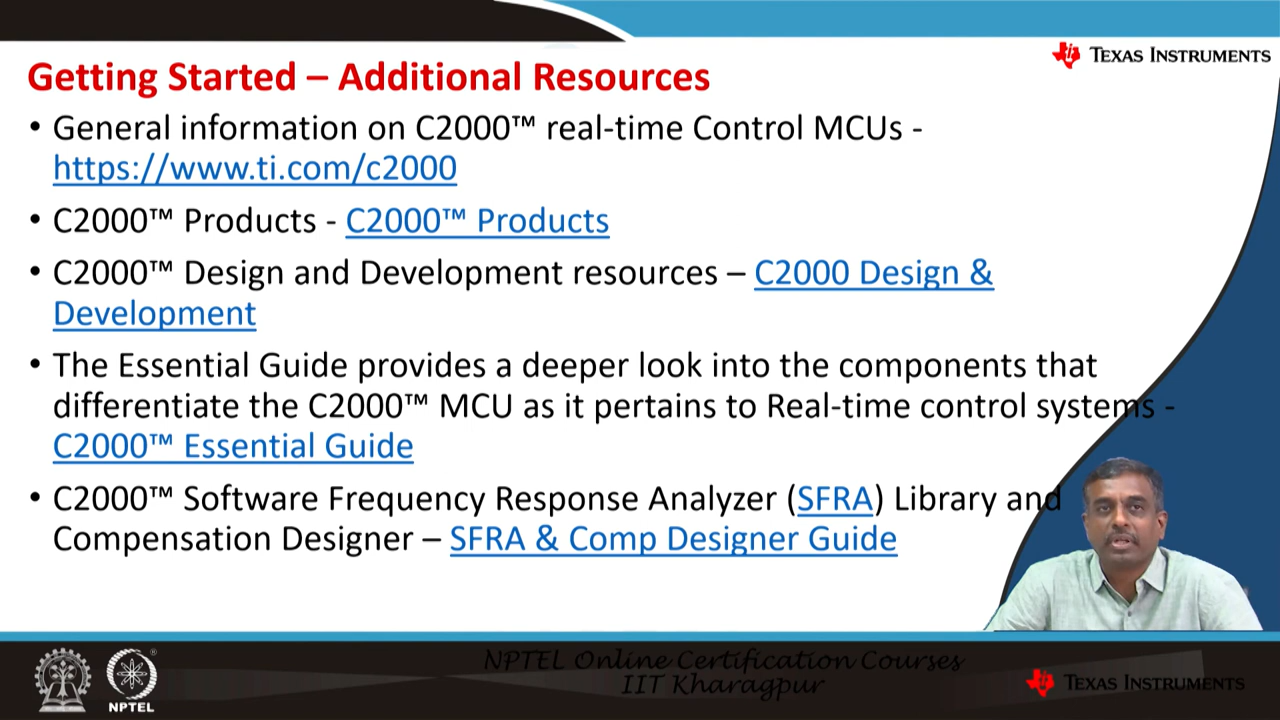 TEXAS INSTRUMENTS
Getting Started – Additional Resources
• General information on C2000™ real-time Control MCUs -
https://www.ti.com/c2000
• C2000™ Products - C2000™ Products
• C2000™ Design and Development resources – C2000 Design &
Development
• The Essential Guide provides a deeper look into the components that
differentiate the C2000™ MCU as it pertains to Real-time control systems -
C2000™ Essential Guide
• C2000™ Software Frequency Response Analyzer (SFRA) Library and
Compensation Designer – SFRA & Comp Designer Guide
NPTEL Online Certification Courses
IIT Kharagpur
NPTEL
®
TEXAS INSTRUMENTS